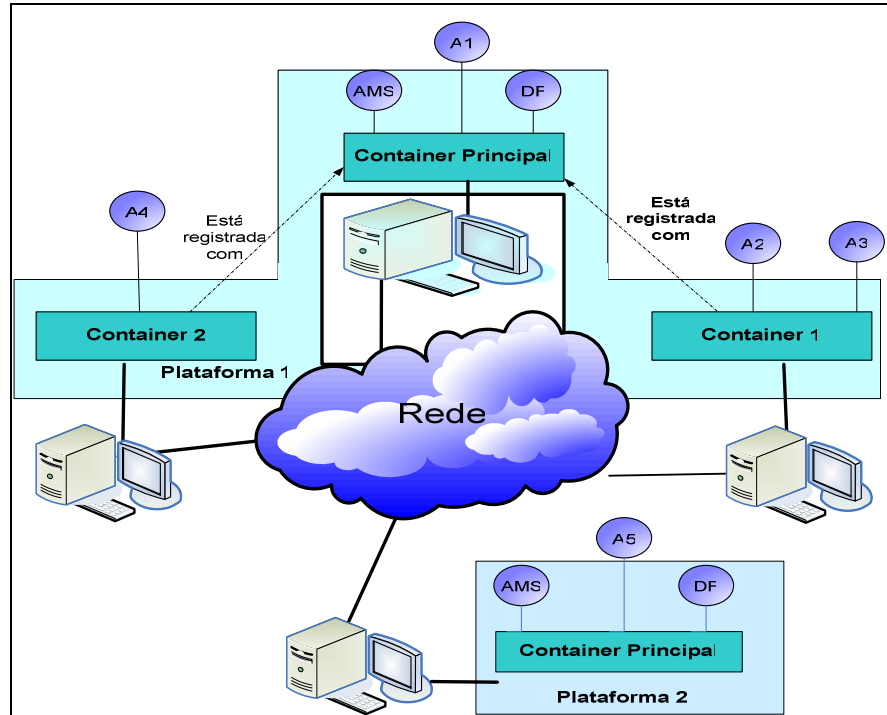 A1
AMS
DF
Container Principal
A4
Está
registrada
com
Está
registrada
com
A2
A3
Container 2
Container 1
Plataforma 1
Rede
A5
AMS
DF
Container Principal
Plataforma 2